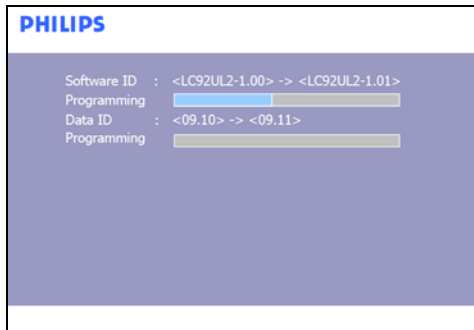 PHILIPS
Software ID : <LC92UL2-1.00> -> <LC92UL2-1.01>
Programming
Data ID : <09.10> -> <09.11>
Programming